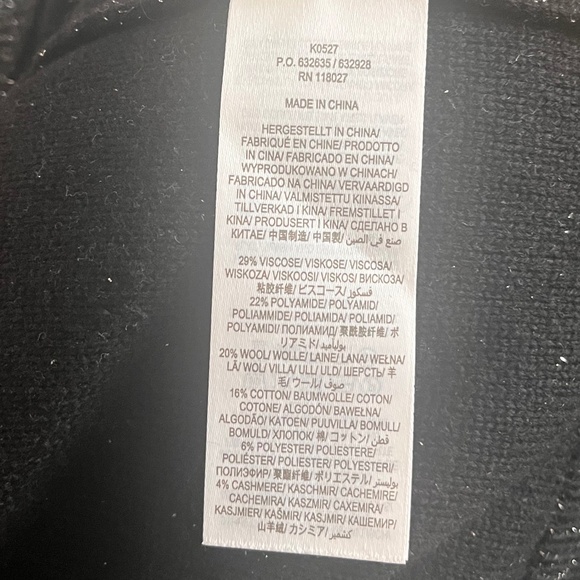 K0527
P.O. 632635 / 632928
RN 118027
MADE IN CHINA
HERGESTELLT IN CHINA/
FABRIQUÉ EN CHINE/ PRODOTTO
IN CINA/ FABRICADO EN CHINA/
WYPRODUKOWANO W CHINACH/
FABRICADO NA CHINA/ VERVAARDIGD
IN CHINA/ VALMISTETTU KIINASSA/
TILLVERKAD I KINA/ FREMSTILLET I
KINA/ PRODUSERT I KINA/ СДЕЛАНО В
КИТАЕ/ 中国制造/ 中国製/ صنع في الصين
29% VISCOSE/ VISKOSE/ VISCOSA/
WISKOZA/ VISKOOSI/ VISKOS/ ВИСКОЗА/
粘胶纤维/ ビスコース/ فسكوز/
22% POLYAMIDE/ POLYAMID/
POLIAMMIDE/ POLIAMIDA/ POLIAMID/
POLYAMIDI/ ПОЛИАМИД/ 聚酰胺纤维/ ポ
リアミド/ بوليأميد
20% WOOL/ WOLLE/ LAINE/ LANA/ WEŁNA/
LÃ/ WOL/ VILLA/ ULL/ ULD/ ШЕРСТЬ/ 羊
毛/ ウール/ صوف
16% COTTON/ BAUMWOLLE/ COTON/
COTONE/ ALGODÓN/ BAWEŁNA/
ALGODÃO/ KATOEN/ PUUVILLA/ BOMULL/
BOMULD/ ХЛОПОК/ 棉/ コットン/ قطن
6% POLYESTER/ POLIESTERE/
POLIÉSTER/ POLIESTER/ POLYESTERI/
ПОЛИЭФИР/ 聚酯纤维/ ポリエステル/ بوليستر
4% CASHMERE/ KASCHMIR/ CACHEMIRE/
CACHEMIRA/ KASZMIR/ CAXEMIRA/
KASJMIER/ KAŠMIR/ KASJMIR/ КАШЕМИР/
山羊绒/ カシミア/ كشمير